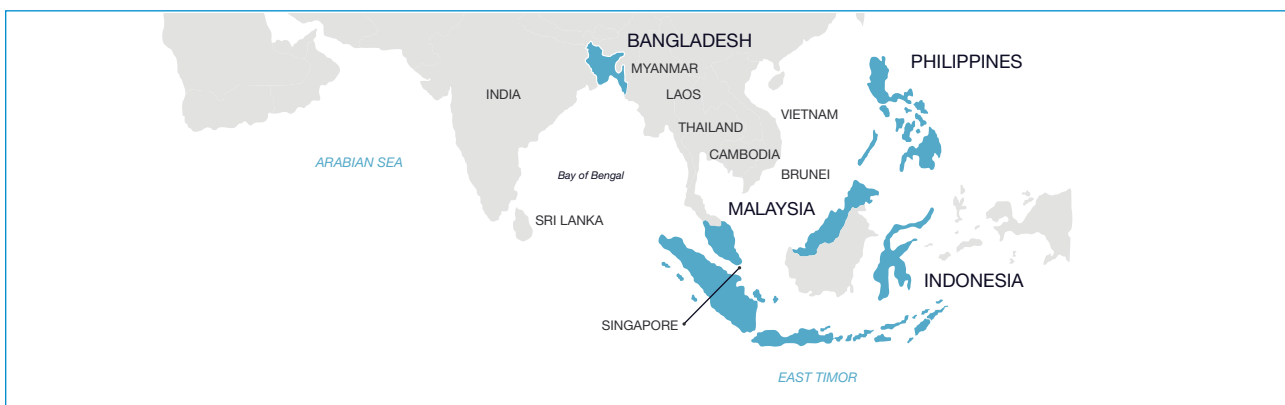 BANGLADESH
PHILIPPINES
MYANMAR
INDIA
LAOS
VIETNAM
THAILAND
CAMBODIA
ARABIAN SEA
Bay of Bengal
BRUNEI
MALAYSIA
SRI LANKA
INDONESIA
SINGAPORE
EAST TIMOR